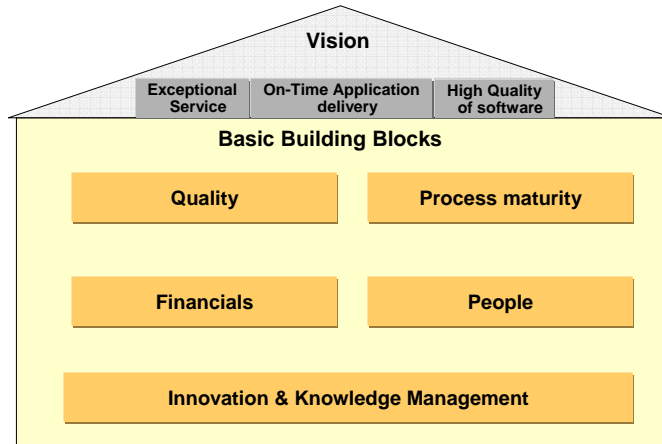 Vision
Exceptional
Service
On-Time Application
delivery
High Quality
of software
Basic Building Blocks
Quality
Process maturity
Financials
People
Innovation & Knowledge Management